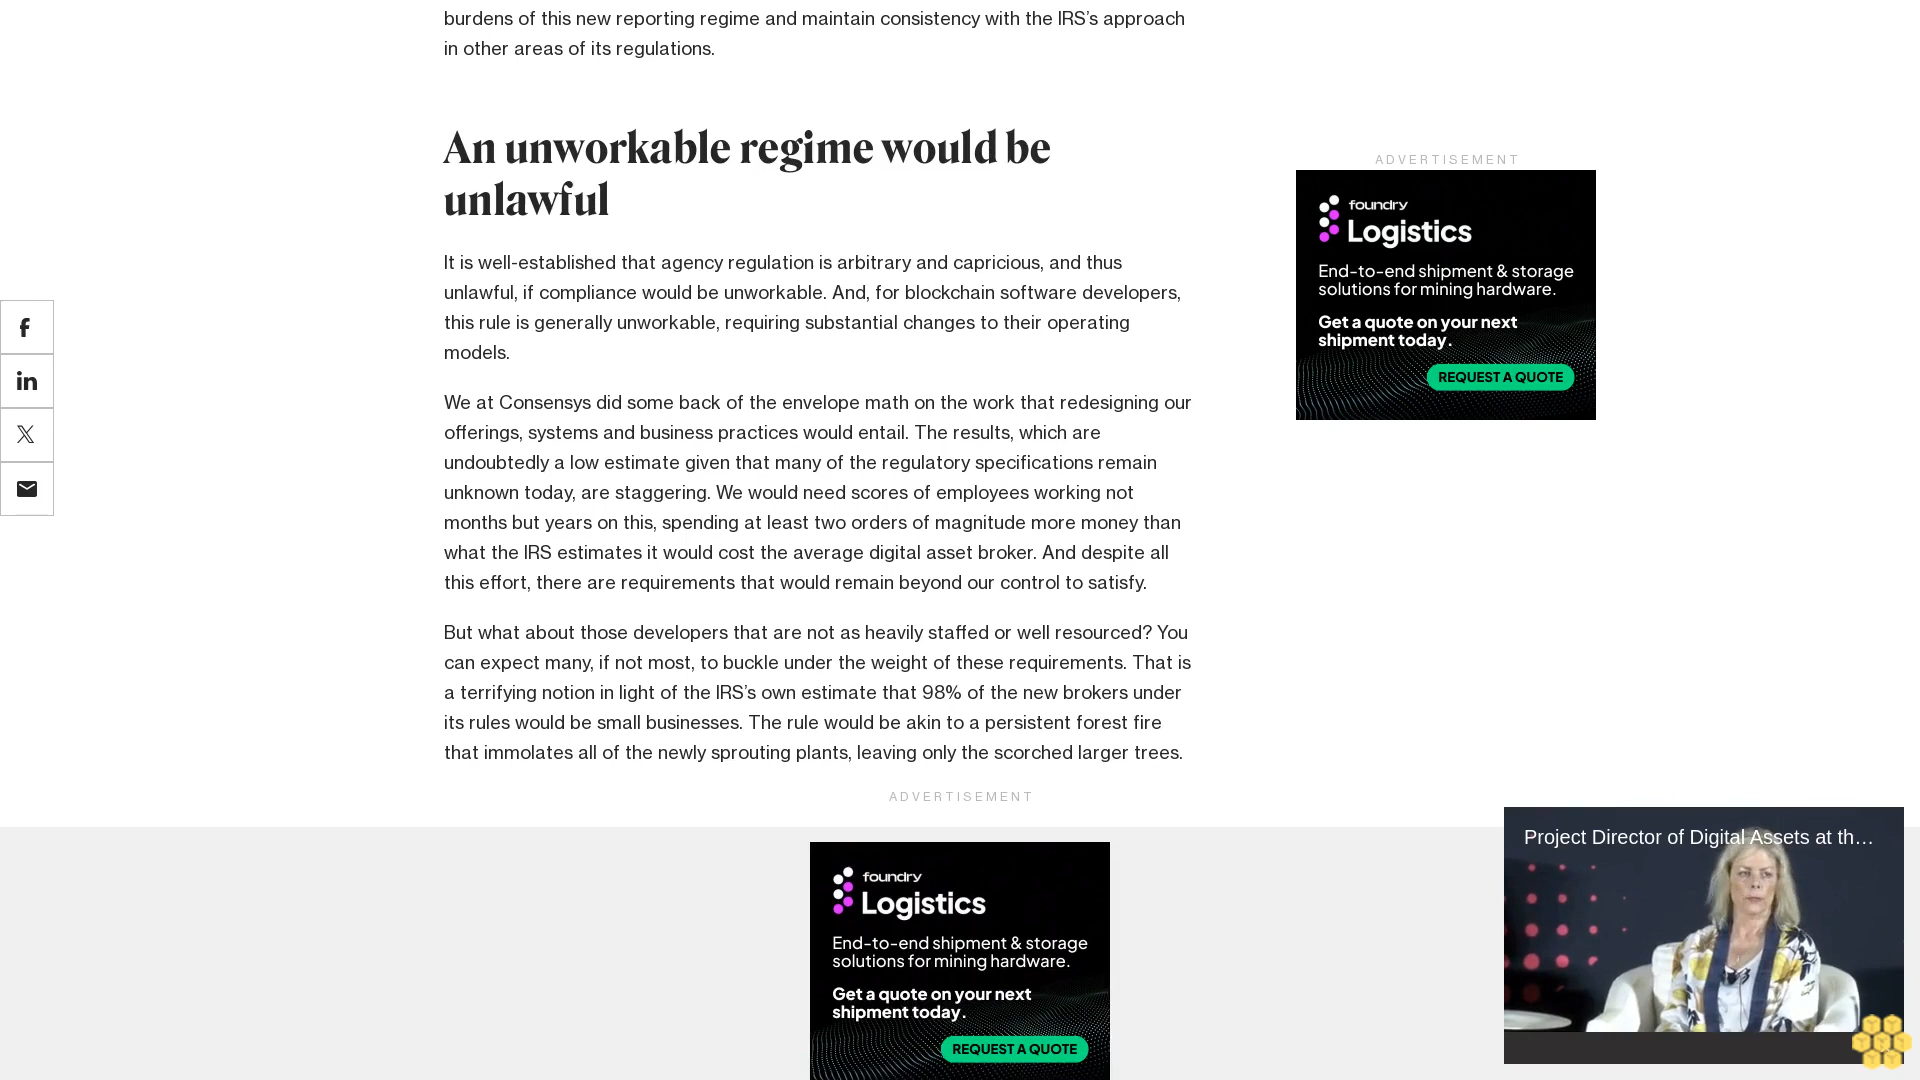 burdens of this new reporting regime and maintain consistency with the IRS’s approach
in other areas of its regulations.
An unworkable regime would be
unlawful
It is well-established that agency regulation is arbitrary and capricious, and thus
unlawful, if compliance would be unworkable. And, for blockchain software developers,
this rule is generally unworkable, requiring substantial changes to their operating
models.
We at Consensys did some back of the envelope math on the work that redesigning our
offerings, systems and business practices would entail. The results, which are
undoubtedly a low estimate given that many of the regulatory specifications remain
unknown today, are staggering. We would need scores of employees working not
months but years on this, spending at least two orders of magnitude more money than
what the IRS estimates it would cost the average digital asset broker. And despite all
this effort, there are requirements that would remain beyond our control to satisfy.
But what about those developers that are not as heavily staffed or well resourced? You
can expect many, if not most, to buckle under the weight of these requirements. That is
a terrifying notion in light of the IRS’s own estimate that 98% of the new brokers under
its rules would be small businesses. The rule would be akin to a persistent forest fire
that immolates all of the newly sprouting plants, leaving only the scorched larger trees.
ADVERTISEMENT
foundry
Logistics
End-to-end shipment & storage
solutions for mining hardware.
Get a quote on your next
shipment today.
REQUEST A QUOTE
ADVERTISEMENT
foundry
Logistics
End-to-end shipment & storage
solutions for mining hardware.
Get a quote on your next
shipment today.
REQUEST A QUOTE
Project Director of Digital Assets at th…